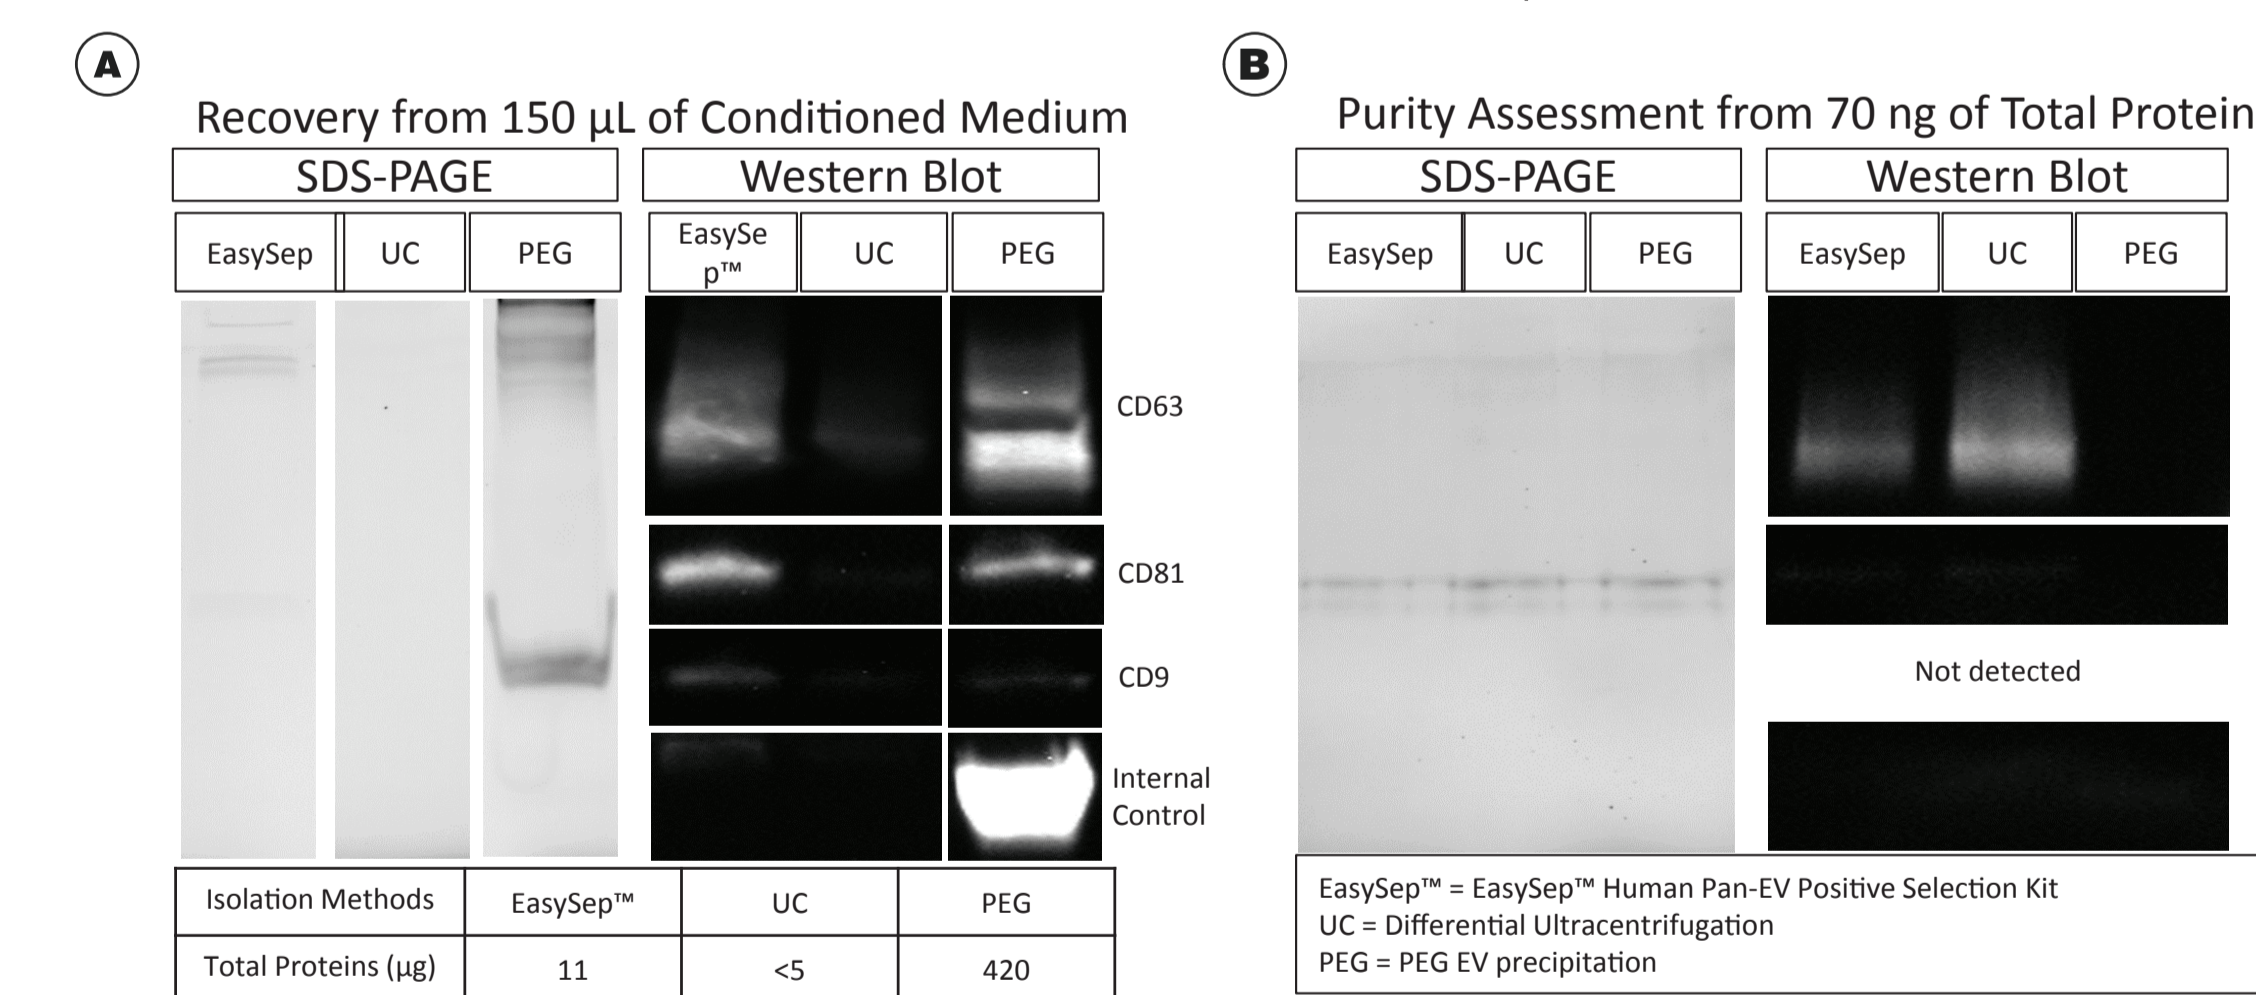 A
Recovery from 150 µL of Conditioned Medium
SDS-PAGE
Western Blot
EasySep
UC
PEG
EasySe
p™
UC
PEG
CD63
CD81
CD9
Internal
Control
Isolation Methods
EasySep™
UC
PEG
Total Proteins (µg)
11
<5
420
B
Purity Assessment from 70 ng of Total Protein
SDS-PAGE
Western Blot
EasySep
UC
PEG
EasySep
UC
PEG
Not detected
EasySep™ = EasySep™ Human Pan-EV Positive Selection Kit
UC = Differential Ultracentrifugation
PEG = PEG EV precipitation